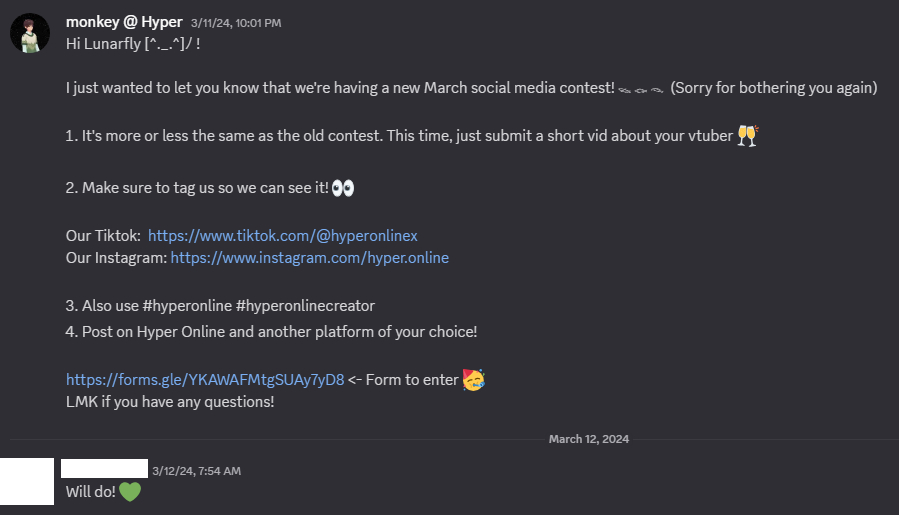 monkey @ Hyper 3/11/24, 10:01 PM
Hi Lunarfly [^._.^]ﾉ !
I just wanted to let you know that we're having a new March social media contest! (Sorry for bothering you again)
1. It's more or less the same as the old contest. This time, just submit a short vid about your vtuber 🥂
2. Make sure to tag us so we can see it! 👀
Our Tiktok: https://www.tiktok.com/@hyperonlinex
Our Instagram: https://www.instagram.com/hyper.online
3. Also use #hyperonline #hyperonlinecreator
4. Post on Hyper Online and another platform of your choice!
https://forms.gle/YKAWAFMtgSUAy7yD8 <- Form to enter 🥳
LMK if you have any questions!
March 12, 2024
3/12/24, 7:54 AM
Will do! 💚